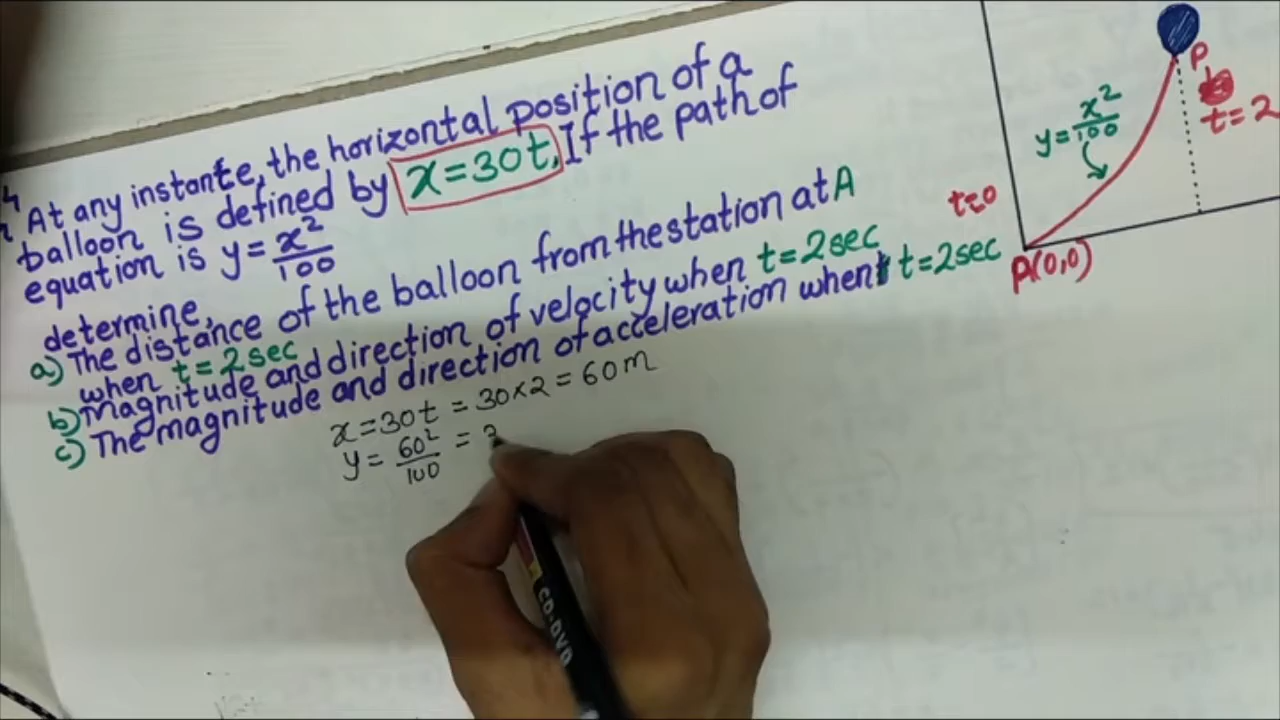 At any instante, the horizontal position of a
balloon is defined by x=30t. If the path of
equation is y = x²/100
determine,
a) The distance of the balloon from the station at A
when t=2sec
b) Magnitude and direction of velocity when t=2sec
c) The magnitude and direction of acceleration when t=2sec
x=30t = 30×2 = 60m
y = 60²/100 =
P
t=2
y = x²/100
t=0
A(0,0)
CD-DVD